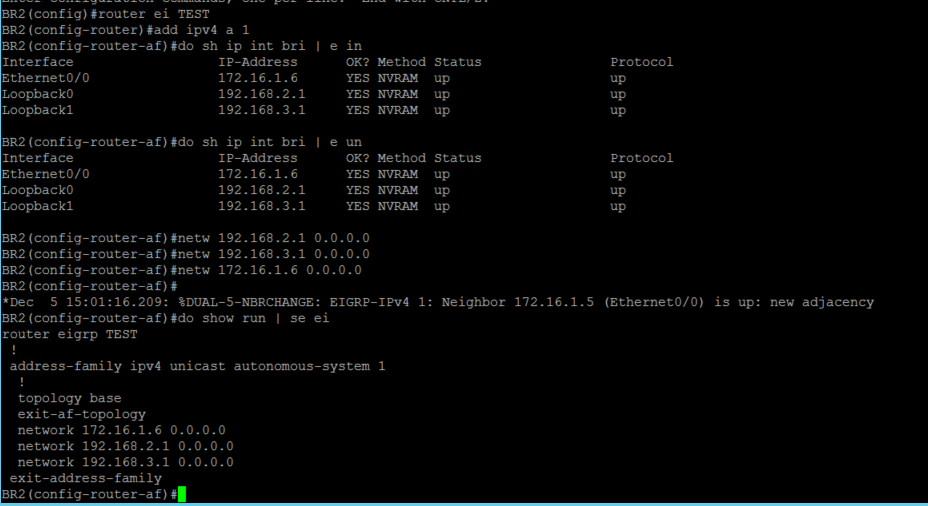 Enter configuration commands, one per line.  End with CNTL/Z.
BR2(config)#router ei TEST
BR2(config-router)#add ipv4 a 1
BR2(config-router-af)#do sh ip int bri | e in
Interface                  IP-Address      OK? Method Status                Protocol
Ethernet0/0                172.16.1.6      YES NVRAM  up                    up
Loopback0                  192.168.2.1     YES NVRAM  up                    up
Loopback1                  192.168.3.1     YES NVRAM  up                    up
BR2(config-router-af)#do sh ip int bri | e un
Interface                  IP-Address      OK? Method Status                Protocol
Ethernet0/0                172.16.1.6      YES NVRAM  up                    up
Loopback0                  192.168.2.1     YES NVRAM  up                    up
Loopback1                  192.168.3.1     YES NVRAM  up                    up
BR2(config-router-af)#netw 192.168.2.1 0.0.0.0
BR2(config-router-af)#netw 192.168.3.1 0.0.0.0
BR2(config-router-af)#netw 172.16.1.6 0.0.0.0
BR2(config-router-af)#
*Dec  5 15:01:16.209: %DUAL-5-NBRCHANGE: EIGRP-IPv4 1: Neighbor 172.16.1.5 (Ethernet0/0) is up: new adjacency
BR2(config-router-af)#do show run | se ei
router eigrp TEST
 !
 address-family ipv4 unicast autonomous-system 1
  !
  topology base
  exit-af-topology
  network 172.16.1.6 0.0.0.0
  network 192.168.2.1 0.0.0.0
  network 192.168.3.1 0.0.0.0
 exit-address-family
BR2(config-router-af)#